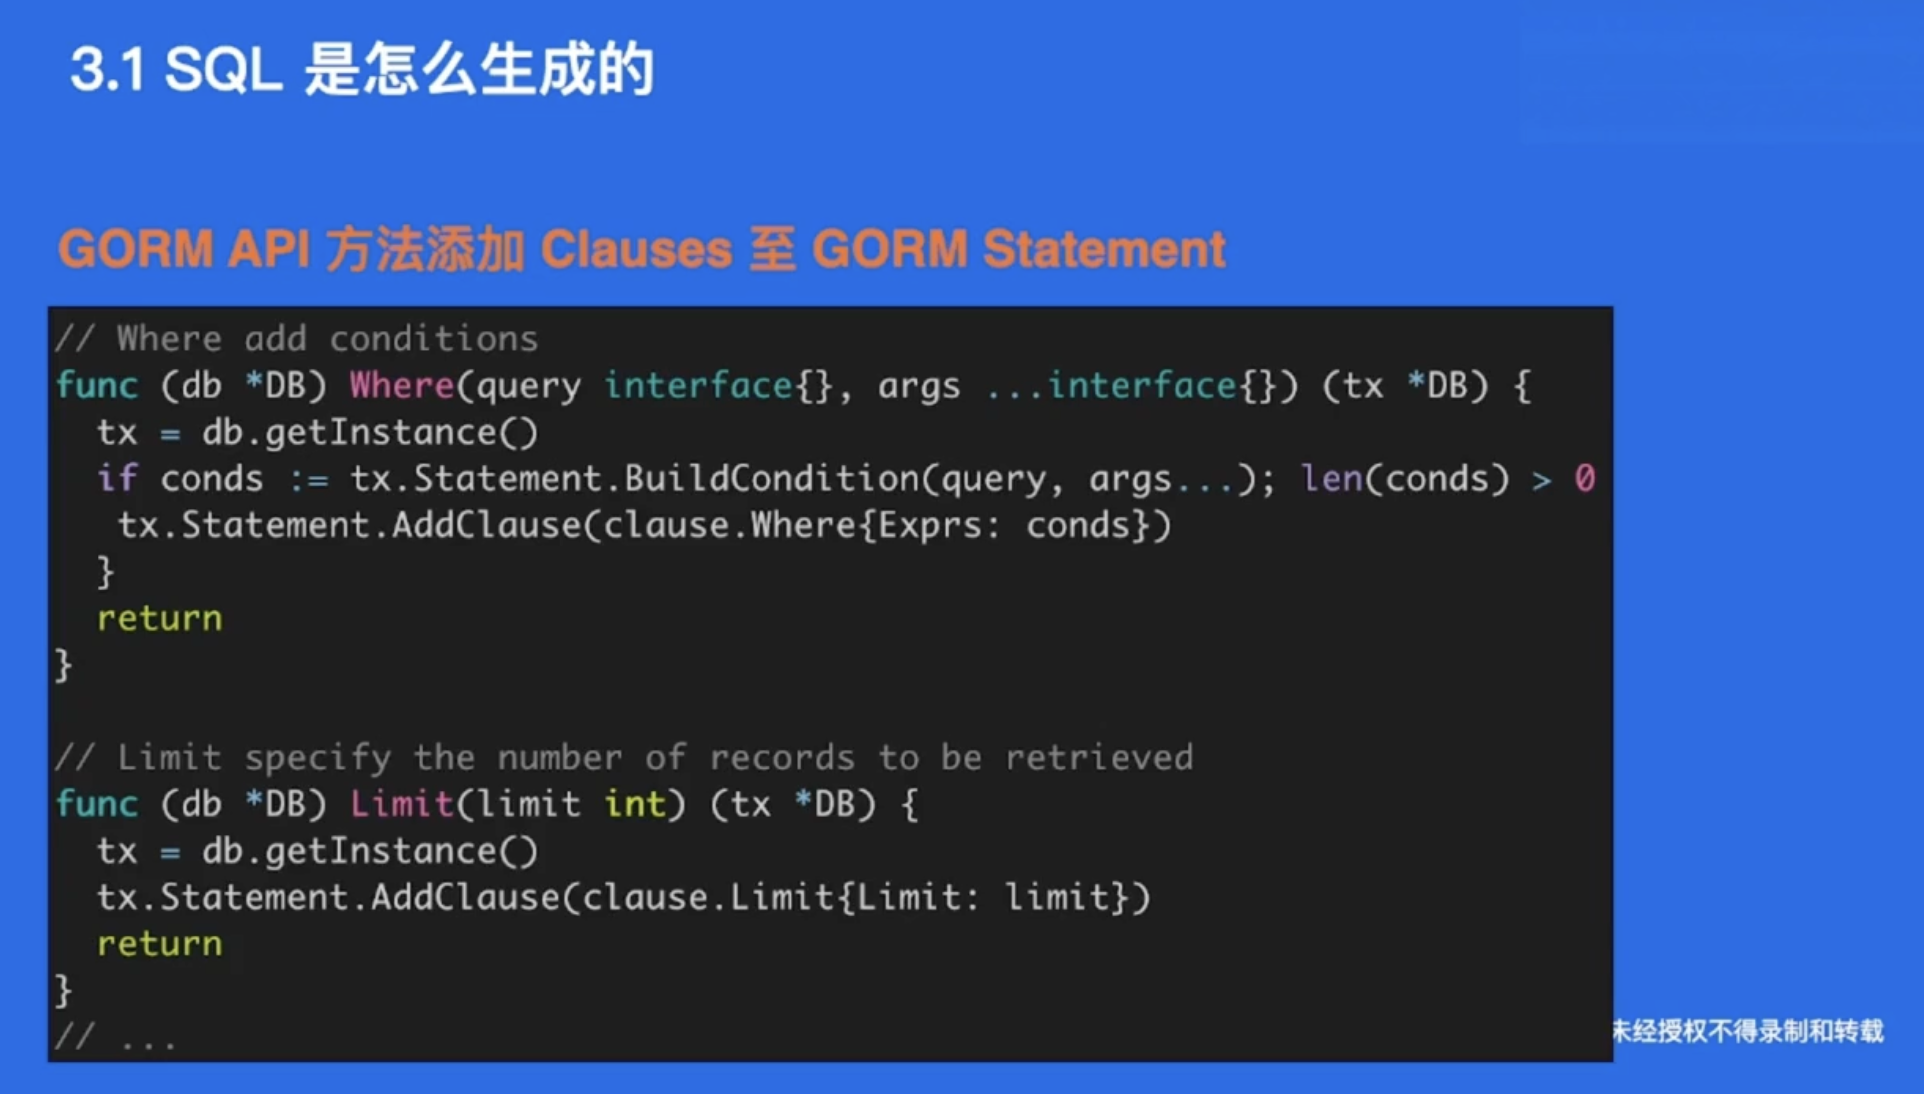 3.1 SQL 是怎么生成的
GORM API 方法添加 Clauses 至 GORM Statement
// Where add conditions
func (db *DB) Where(query interface{}, args ...interface{}) (tx *DB) {
  tx = db.getInstance()
  if conds := tx.Statement.BuildCondition(query, args...); len(conds) > 0
   tx.Statement.AddClause(clause.Where{Exprs: conds})
  }
  return
}
// Limit specify the number of records to be retrieved
func (db *DB) Limit(limit int) (tx *DB) {
  tx = db.getInstance()
  tx.Statement.AddClause(clause.Limit{Limit: limit})
  return
}
// ...
未经授权不得录制和转载